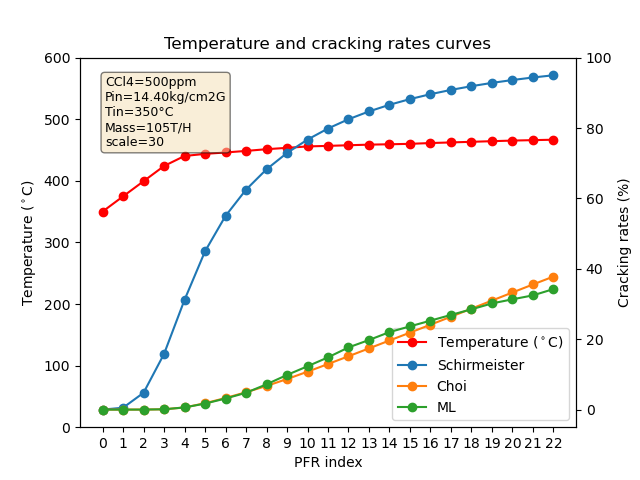 Temperature and cracking rates curves
CCl4=500ppm
Pin=14.40kg/cm2G
Tin=350°C
Mass=105T/H
scale=30
600
500
400
300
200
100
0
Temperature (°C)
100
80
60
40
20
0
Cracking rates (%)
Temperature (°C)
Schirmeister
Choi
ML
0 1 2 3 4 5 6 7 8 9 10 11 12 13 14 15 16 17 18 19 20 21 22
PFR index